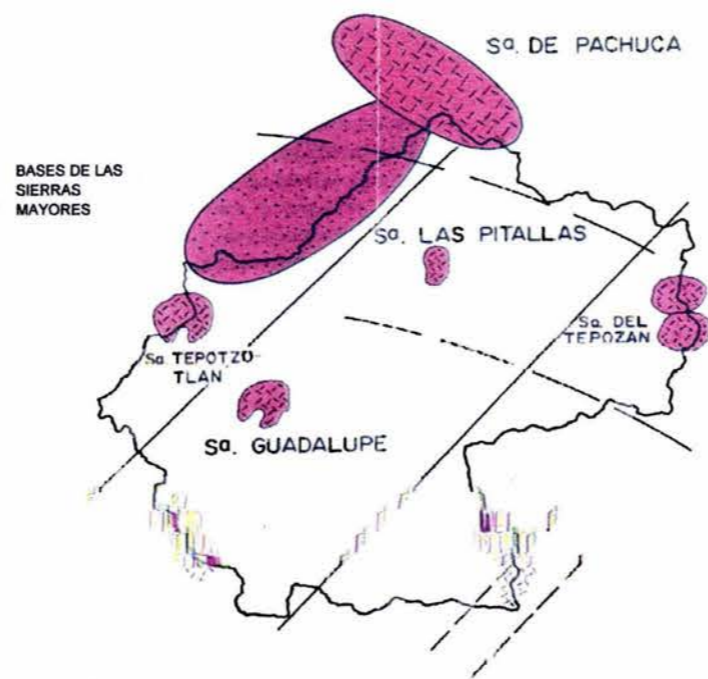 Sª. DE PACHUCA
BASES DE LAS
SIERRAS
MAYORES
Sª. LAS PITALLAS
Sª. DEL
TEPOZAN
Sª TEPOTZO-
TLAN
Sª. GUADALUPE